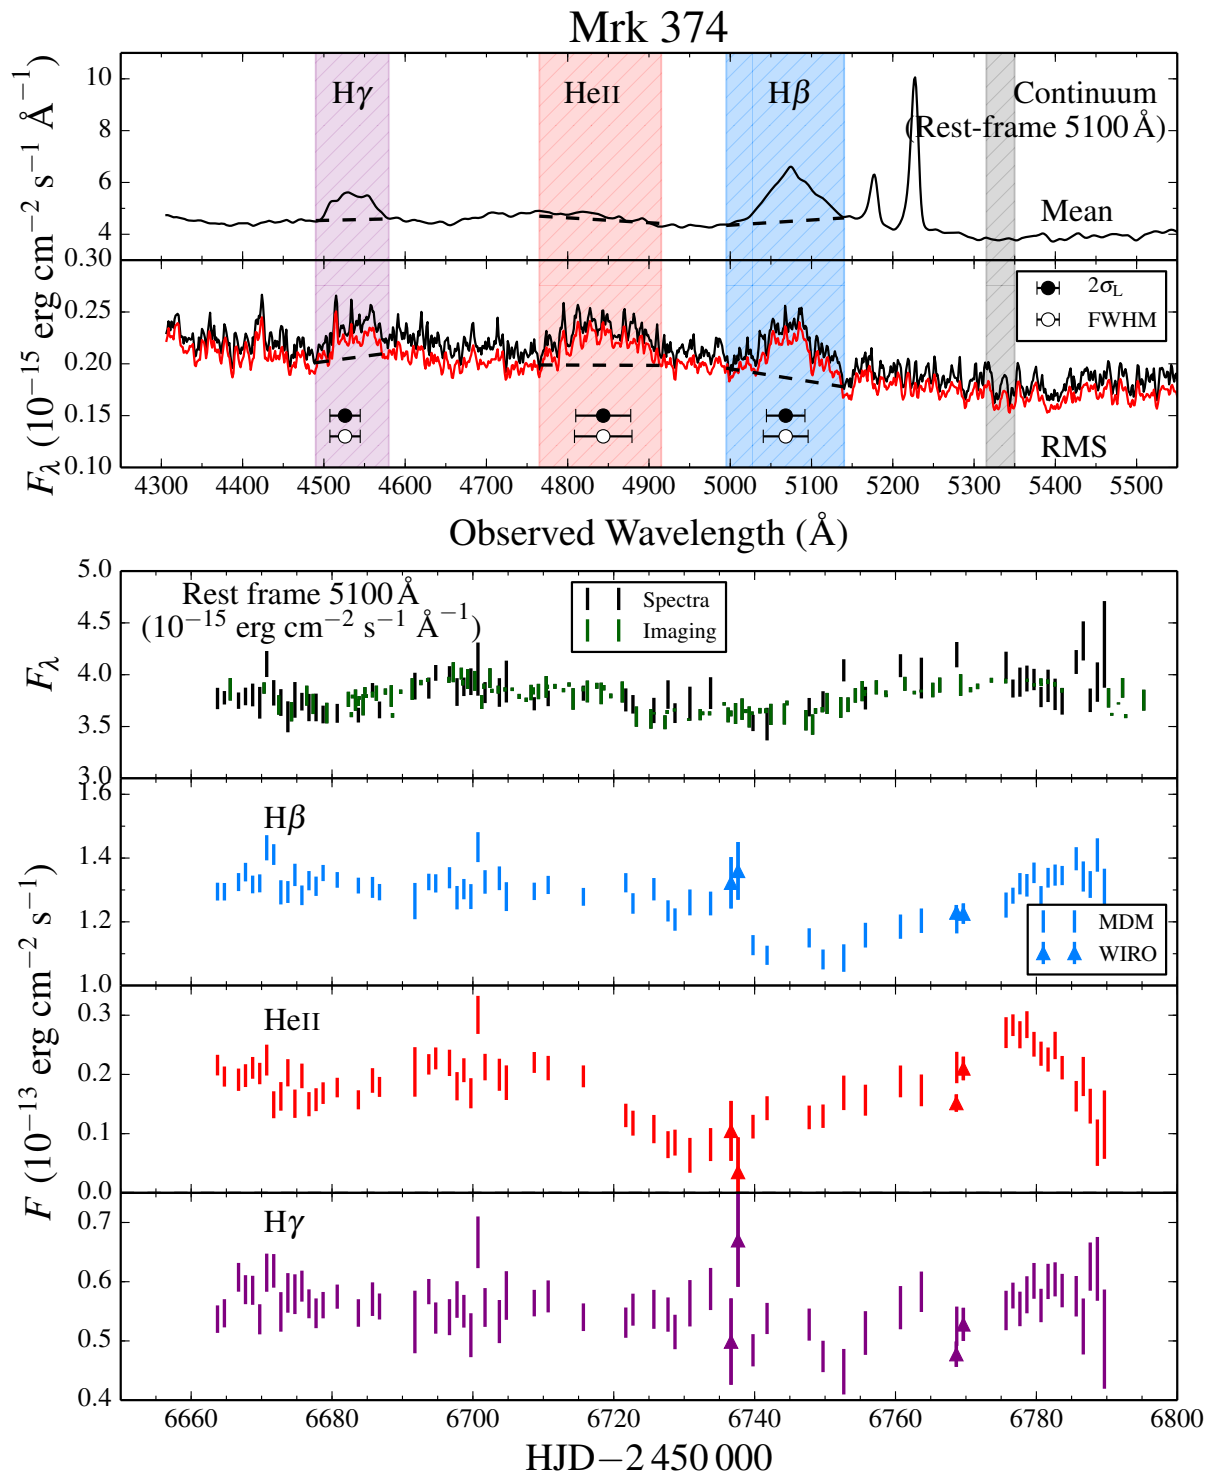 Mrk 374
Hγ HeII Hβ Continuum
(Rest-frame 5100 Å)
Mean
10
8
6
4
F_λ (10⁻¹⁵ erg cm⁻² s⁻¹ Å⁻¹)
0.30
0.25
0.20
0.15
0.10
2σ_L
FWHM
RMS
4300 4400 4500 4600 4700 4800 4900 5000 5100 5200 5300 5400 5500
Observed Wavelength (Å)
Rest frame 5100 Å
(10⁻¹⁵ erg cm⁻² s⁻¹ Å⁻¹)
Spectra
Imaging
F_λ
5.0
4.5
4.0
3.5
3.0
Hβ
1.6
1.4
1.2
1.0
MDM
WIRO
F (10⁻¹³ erg cm⁻² s⁻¹)
HeII
0.3
0.2
0.1
0.0
Hγ
0.7
0.6
0.5
0.4
6660 6680 6700 6720 6740 6760 6780 6800
HJD−2 450 000